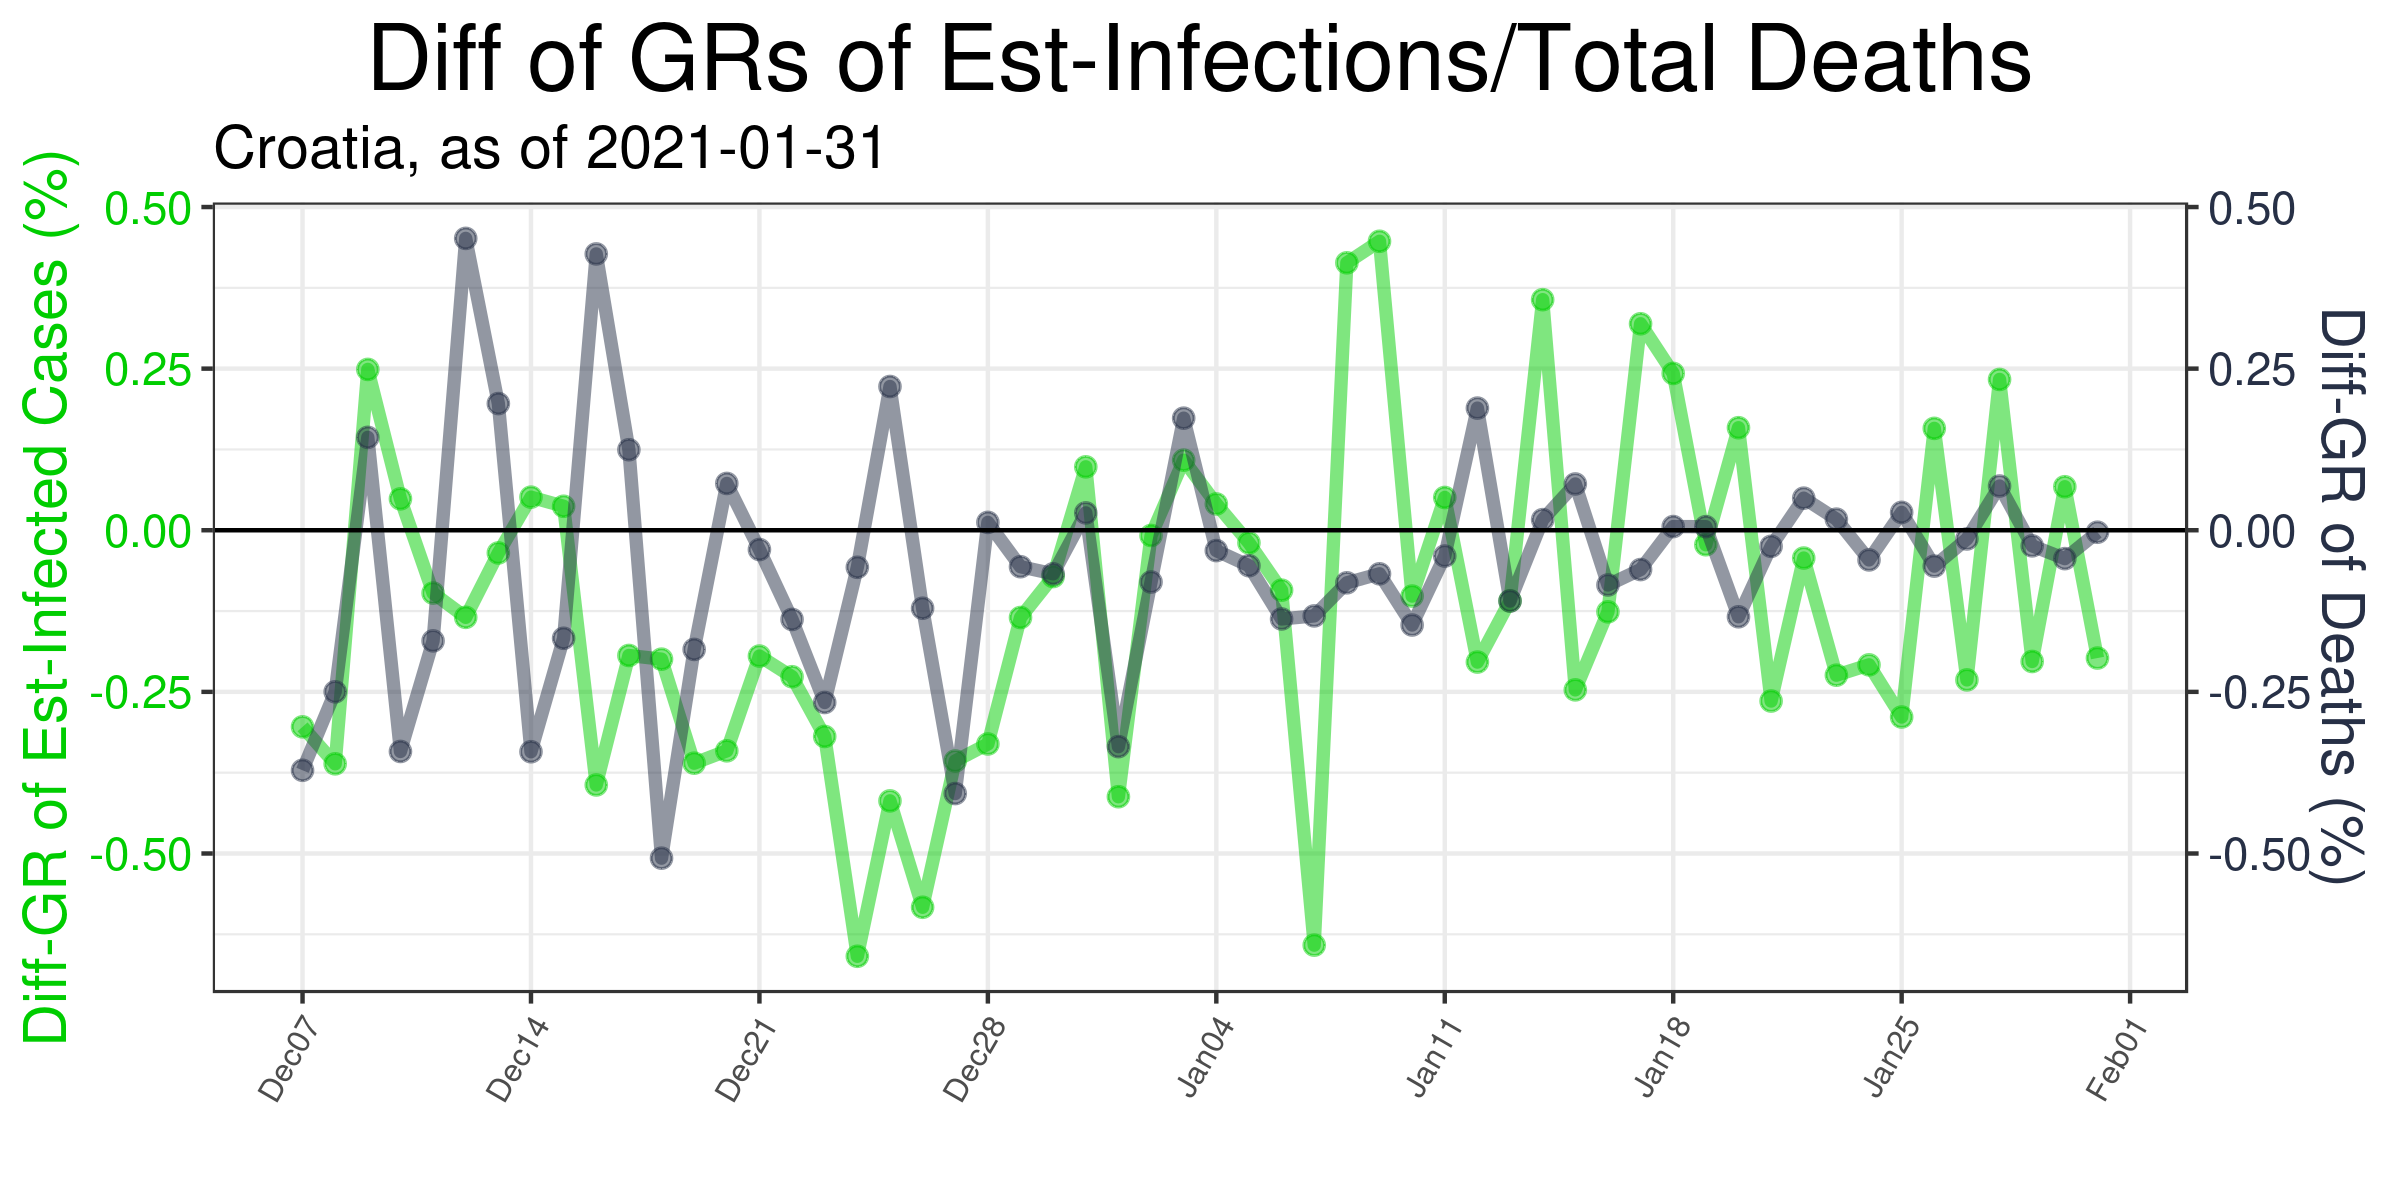 Diff of GRs of Est-Infections/Total Deaths
Croatia, as of 2021-01-31
Diff-GR of Est-Infected Cases (%)
0.50
0.25
0.00
-0.25
-0.50
0.50
0.25
0.00
-0.25
-0.50
Diff-GR of Deaths (%)
Dec07
Dec14
Dec21
Dec28
Jan04
Jan11
Jan18
Jan25
Feb01